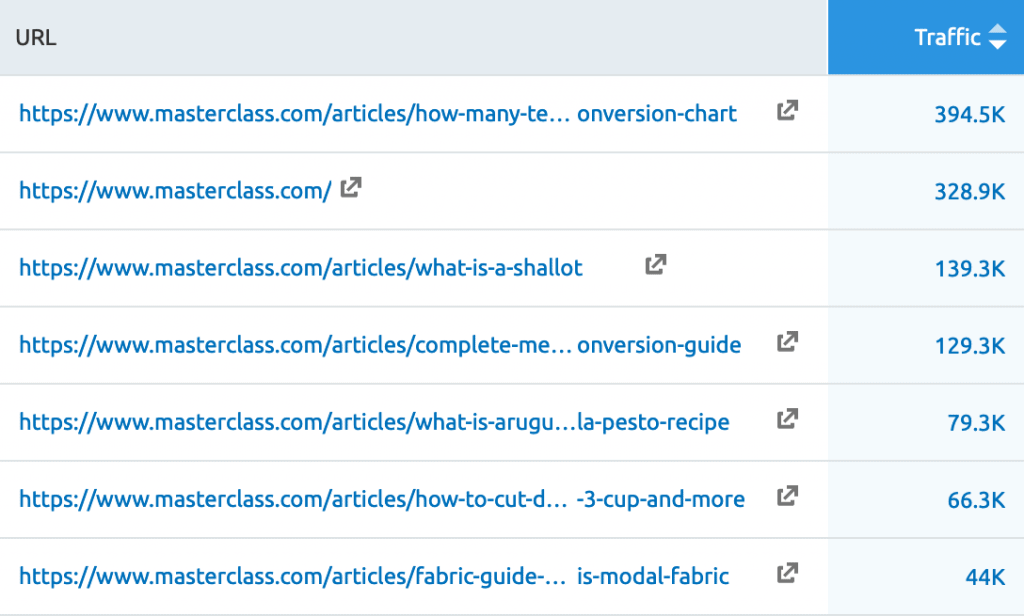 URL Traffic
https://www.masterclass.com/articles/how-many-te... onversion-chart 394.5K
https://www.masterclass.com/ 328.9K
https://www.masterclass.com/articles/what-is-a-shallot 139.3K
https://www.masterclass.com/articles/complete-me... onversion-guide 129.3K
https://www.masterclass.com/articles/what-is-arugu...la-pesto-recipe 79.3K
https://www.masterclass.com/articles/how-to-cut-d... -3-cup-and-more 66.3K
https://www.masterclass.com/articles/fabric-guide-... is-modal-fabric 44K